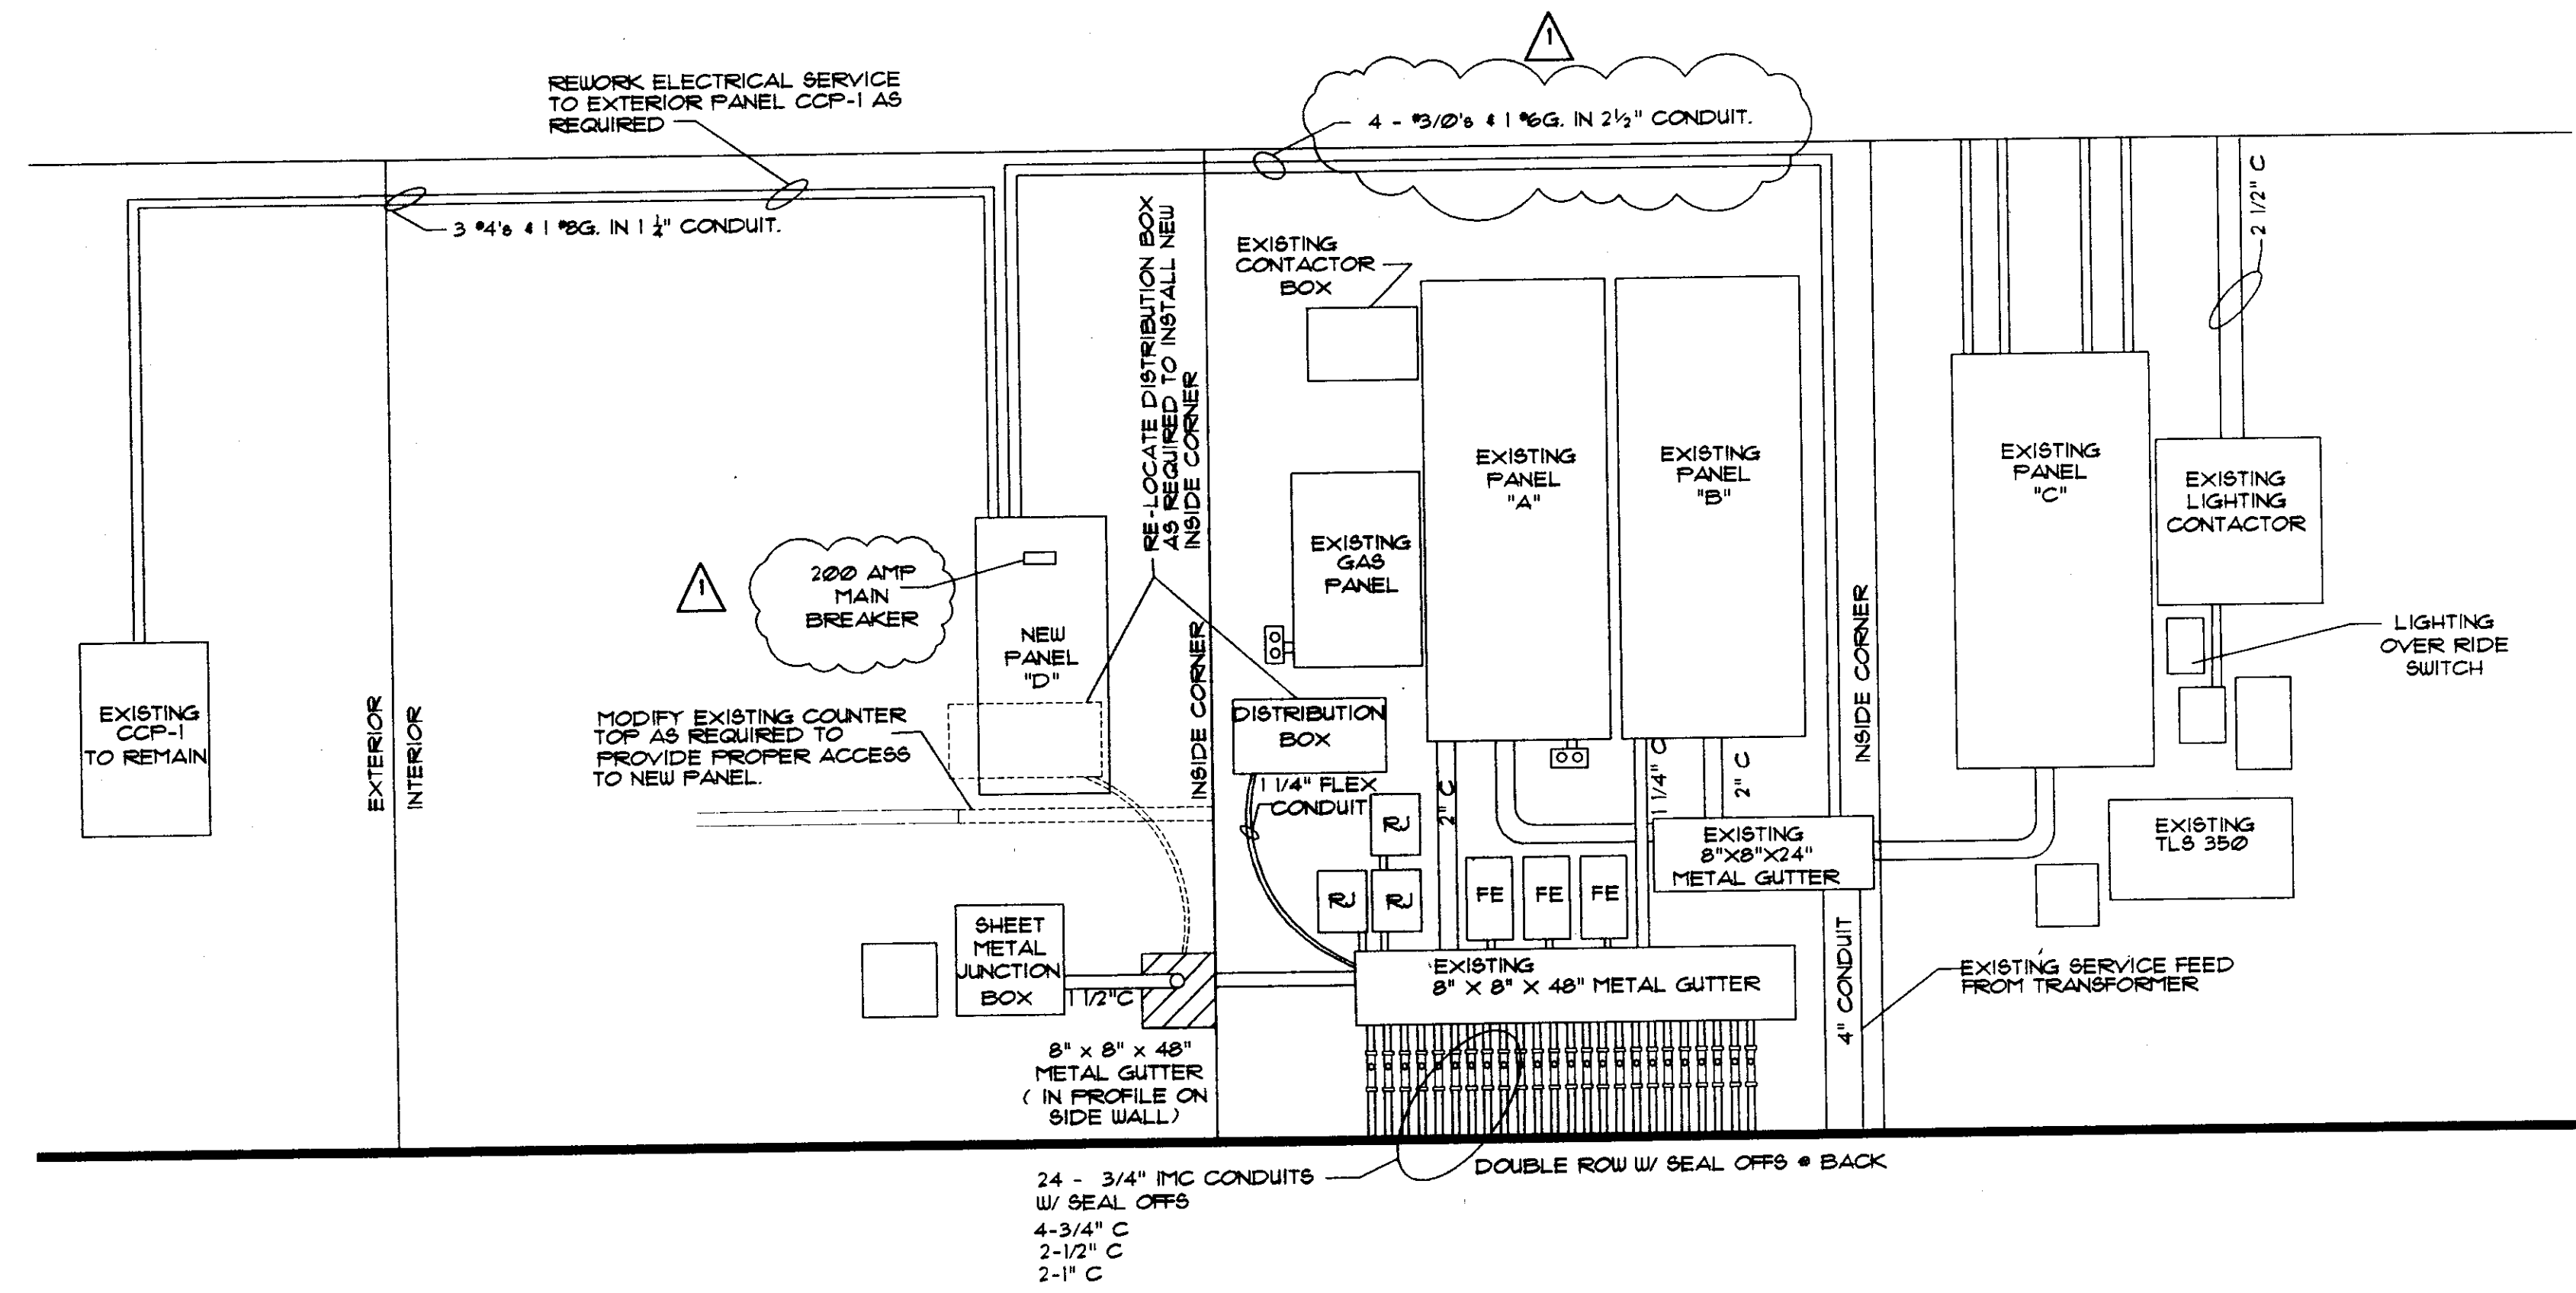 1
REWORK ELECTRICAL SERVICE
TO EXTERIOR PANEL CCP-1 AS
REQUIRED
4 - #3/0's & 1 #6G. IN 2½" CONDUIT.
3 #4's & 1 #8G. IN 1 ¼" CONDUIT.
2 1/2" C
RE-LOCATE DISTRIBUTION BOX
AS REQUIRED TO INSTALL NEW
INSIDE CORNER
EXISTING
CONTACTOR
BOX
EXISTING
PANEL
"A"
EXISTING
PANEL
"B"
EXISTING
PANEL
"C"
EXISTING
LIGHTING
CONTACTOR
EXISTING
GAS
PANEL
1
200 AMP
MAIN
BREAKER
NEW
PANEL
"D"
INSIDE CORNER
INSIDE CORNER
LIGHTING
OVER RIDE
SWITCH
EXISTING
CCP-1
TO REMAIN
EXTERIOR
INTERIOR
MODIFY EXISTING COUNTER
TOP AS REQUIRED TO
PROVIDE PROPER ACCESS
TO NEW PANEL.
DISTRIBUTION
BOX
1 1/4" FLEX
CONDUIT
2" C
1 1/4" C
2" C
RJ
RJ
RJ
FE
FE
FE
EXISTING
8"X8"X24"
METAL GUTTER
EXISTING
TLS 350
SHEET
METAL
JUNCTION
BOX
1 1/2"C
EXISTING
8" X 8" X 48" METAL GUTTER
4" CONDUIT
EXISTING SERVICE FEED
FROM TRANSFORMER
8" x 8" x 48"
METAL GUTTER
( IN PROFILE ON
SIDE WALL)
24 - 3/4" IMC CONDUITS
W/ SEAL OFFS
4-3/4" C
2-1/2" C
2-1" C
DOUBLE ROW W/ SEAL OFFS @ BACK